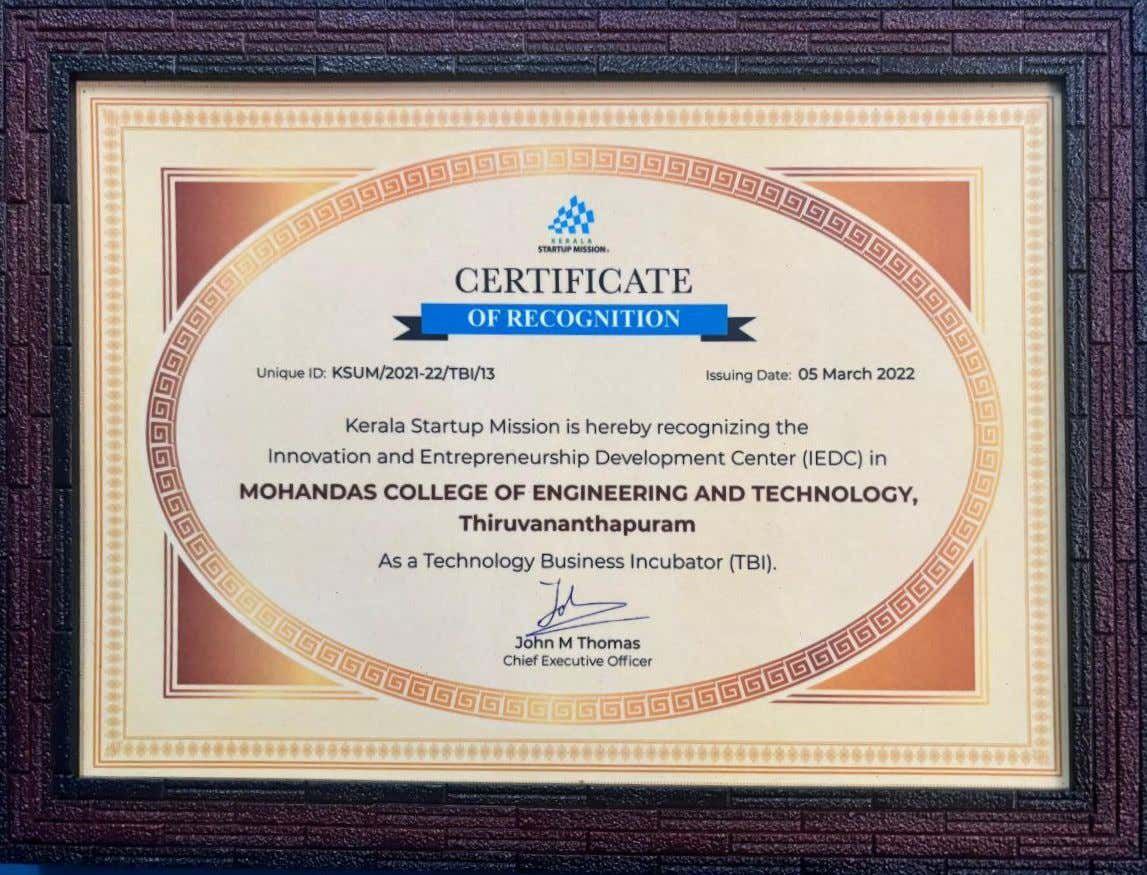 KERALA
STARTUP MISSION
CERTIFICATE
OF RECOGNITION
Unique ID: KSUM/2021-22/TBI/13
Issuing Date: 05 March 2022
Kerala Startup Mission is hereby recognizing the
Innovation and Entrepreneurship Development Center (IEDC) in
MOHANDAS COLLEGE OF ENGINEERING AND TECHNOLOGY,
Thiruvananthapuram
As a Technology Business Incubator (TBI).
John M Thomas
Chief Executive Officer